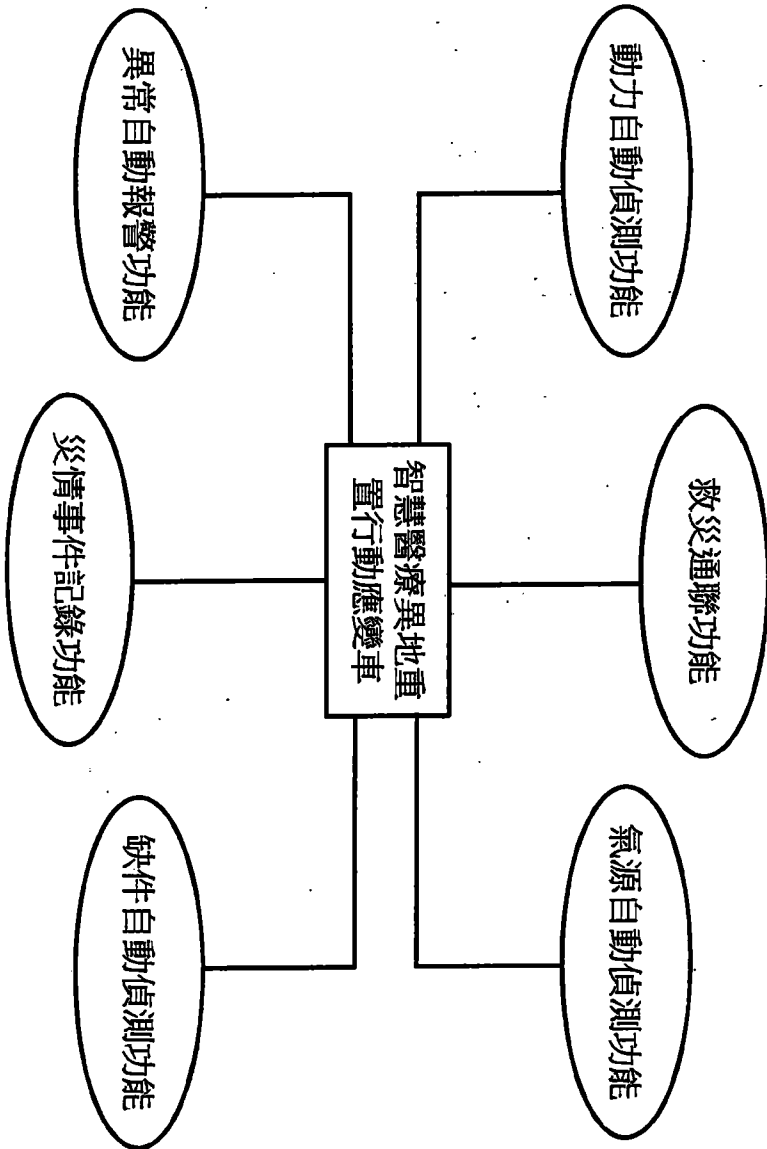 動力自動偵測功能
救災通聯功能
氣源自動偵測功能
智慧醫療異地重
置行動應變車
異常自動報警功能
災情事件記錄功能
缺件自動偵測功能